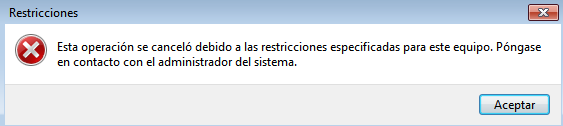 Restricciones
Esta operación se canceló debido a las restricciones especificadas para este equipo. Póngase
en contacto con el administrador del sistema.
Aceptar